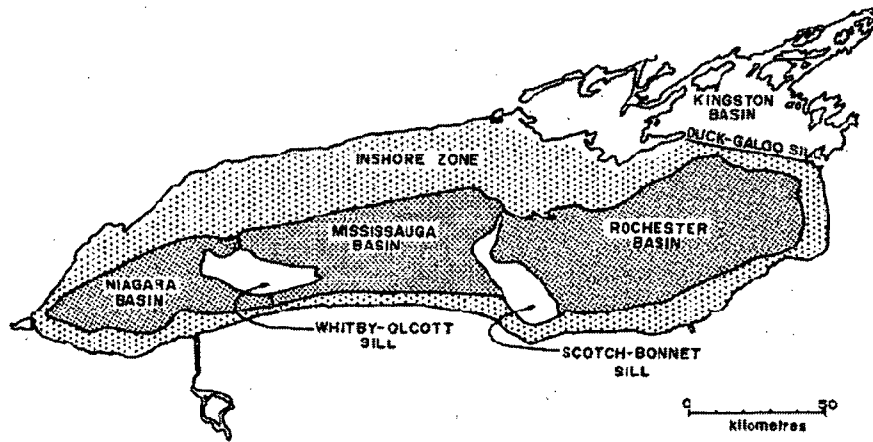 KINGSTON
BASIN
DUCK-GALGO SILL
INSHORE ZONE
MISSISSAUGA
BASIN
ROCHESTER
BASIN
NIAGARA
BASIN
WHITBY-OLCOTT
SILL
SCOTCH-BONNET
SILL
0 50
kilometres